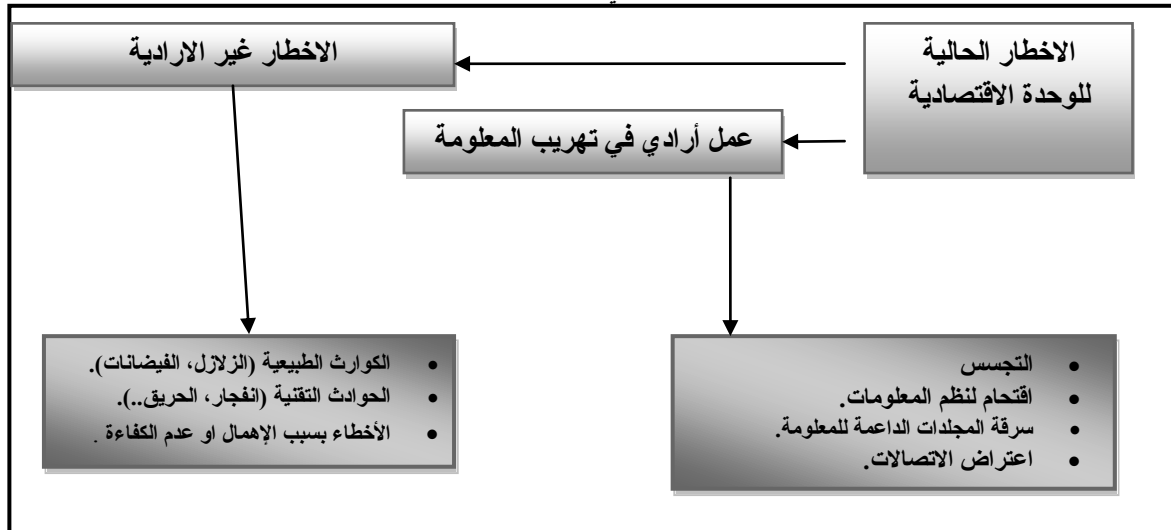 الاخطار الحالية
للوحدة الاقتصادية
الاخطار غير الارادية
عمل أرادي في تهريب المعلومة
• التجسس
• اقتحام لنظم المعلومات.
• سرقة المجلدات الداعمة للمعلومة.
• اعتراض الاتصالات.
• الكوارث الطبيعية (الزلازل، الفيضانات).
• الحوادث التقنية (انفجار، الحريق..).
• الأخطاء بسبب الإهمال او عدم الكفاءة .